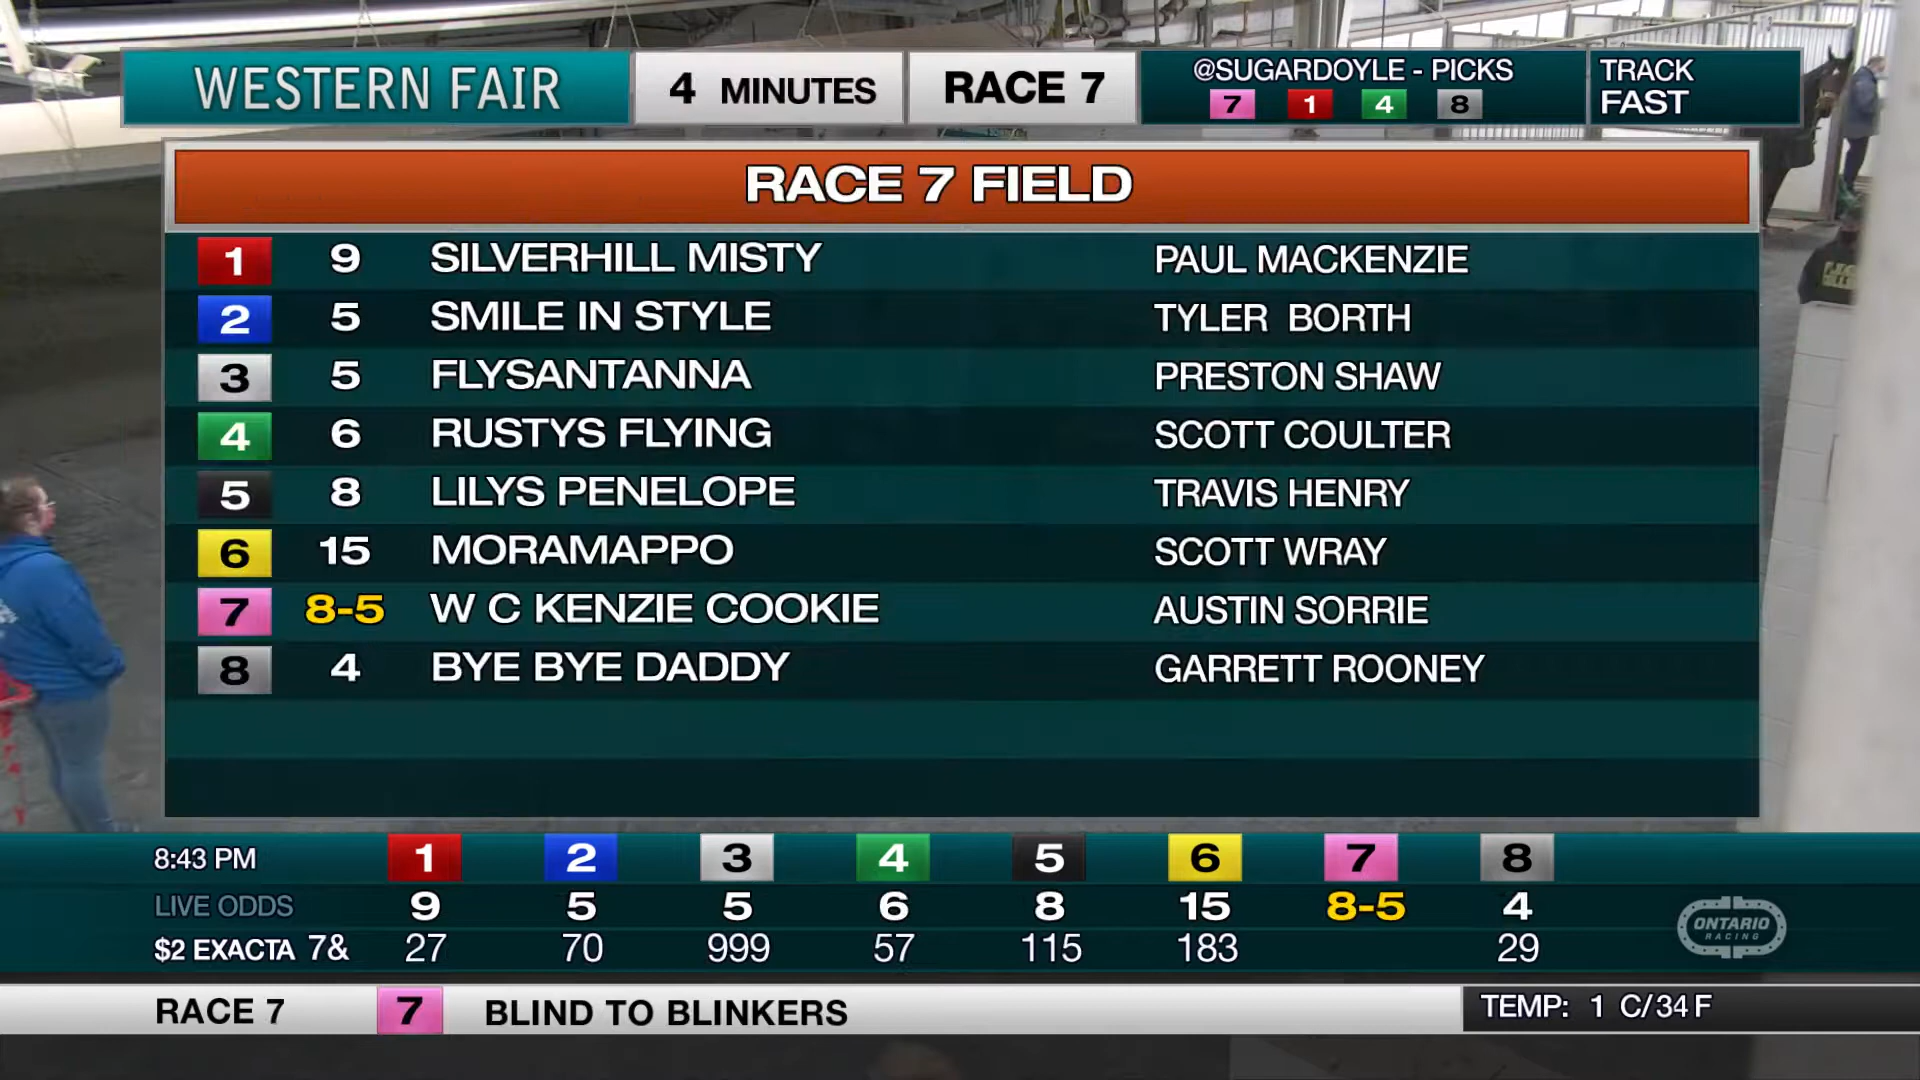 WESTERN FAIR
4 MINUTES
RACE 7
@SUGARDOYLE - PICKS
7 1 4 8
TRACK
FAST
RACE 7 FIELD
1 9 SILVERHILL MISTY PAUL MACKENZIE
2 5 SMILE IN STYLE TYLER BORTH
3 5 FLYSANTANNA PRESTON SHAW
4 6 RUSTYS FLYING SCOTT COULTER
5 8 LILYS PENELOPE TRAVIS HENRY
6 15 MORAMAPPO SCOTT WRAY
7 8-5 W C KENZIE COOKIE AUSTIN SORRIE
8 4 BYE BYE DADDY GARRETT ROONEY
8:43 PM 1 2 3 4 5 6 7 8
LIVE ODDS 9 5 5 6 8 15 8-5 4
$2 EXACTA 7& 27 70 999 57 115 183 29
ONTARIO
RACING
RACE 7 7 BLIND TO BLINKERS
TEMP: 1 C/34 F